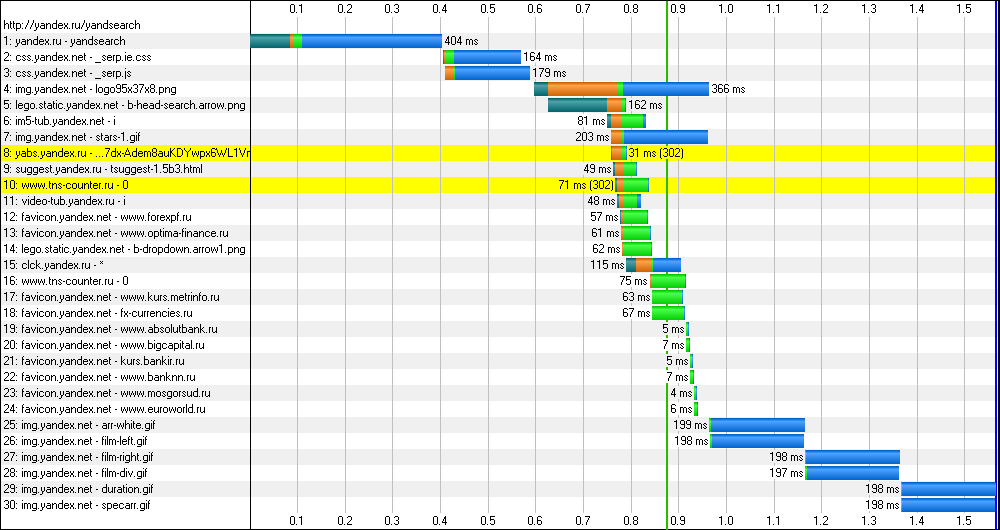 0.1 0.2 0.3 0.4 0.5 0.6 0.7 0.8 0.9 1.0 1.1 1.2 1.3 1.4 1.5
http://yandex.ru/yandsearch
1: yandex.ru - yandsearch 404 ms
2: css.yandex.net - _serp.ie.css 164 ms
3: css.yandex.net - _serp.js 179 ms
4: img.yandex.net - logo95x37x8.png 366 ms
5: lego.static.yandex.net - b-head-search.arrow.png 162 ms
6: im5-tub.yandex.net - i 81 ms
7: img.yandex.net - stars-1.gif 203 ms
8: yabs.yandex.ru - ...7dx-Adem8auKDYwpx6WL1Vr 31 ms (302)
9: suggest.yandex.ru - tsuggest-1.5b3.html 49 ms
10: www.tns-counter.ru - 0 71 ms (302)
11: video-tub.yandex.ru - i 48 ms
12: favicon.yandex.net - www.forexpf.ru 57 ms
13: favicon.yandex.net - www.optima-finance.ru 61 ms
14: lego.static.yandex.net - b-dropdown.arrow1.png 62 ms
15: clck.yandex.ru - * 115 ms
16: www.tns-counter.ru - 0 75 ms
17: favicon.yandex.net - www.kurs.metrinfo.ru 63 ms
18: favicon.yandex.net - fx-currencies.ru 67 ms
19: favicon.yandex.net - www.absolutbank.ru 5 ms
20: favicon.yandex.net - www.bigcapital.ru 7 ms
21: favicon.yandex.net - kurs.bankir.ru 5 ms
22: favicon.yandex.net - www.banknn.ru 7 ms
23: favicon.yandex.net - www.mosgorsud.ru 4 ms
24: favicon.yandex.net - www.euroworld.ru 6 ms
25: img.yandex.net - arr-white.gif 199 ms
26: img.yandex.net - film-left.gif 198 ms
27: img.yandex.net - film-right.gif 198 ms
28: img.yandex.net - film-div.gif 197 ms
29: img.yandex.net - duration.gif 198 ms
30: img.yandex.net - specarr.gif 198 ms
0.1 0.2 0.3 0.4 0.5 0.6 0.7 0.8 0.9 1.0 1.1 1.2 1.3 1.4 1.5